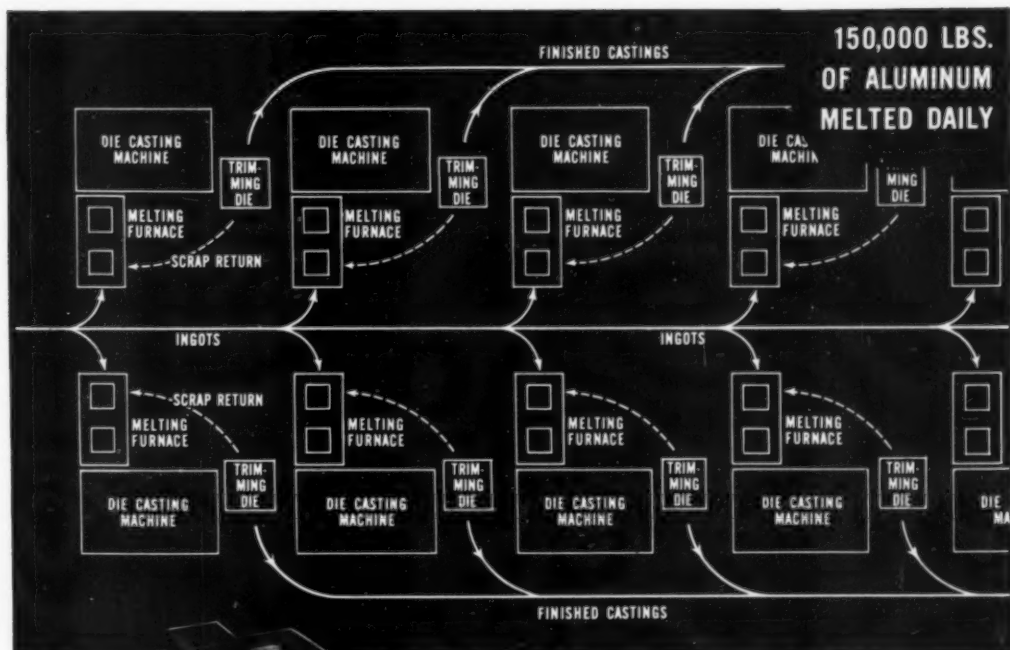 150,000 LBS.
OF ALUMINUM
MELTED DAILY
FINISHED CASTINGS
DIE CASTING
MACHINE
TRIM-
MING
DIE
MELTING
FURNACE
SCRAP RETURN
DIE CASTING
MACHINE
TRIM-
MING
DIE
MELTING
FURNACE
DIE CASTING
MACHINE
TRIM-
MING
DIE
MELTING
FURNACE
DIE
MING
DIE
MELTING
FURNACE
INGOTS
INGOTS
SCRAP RETURN
MELTING
FURNACE
TRIM-
MING
DIE
DIE CASTING
MACHINE
MELTING
FURNACE
TRIM-
MING
DIE
DIE CASTING
MACHINE
MELTING
FURNACE
TRIM-
MING
DIE
DIE CASTING
MACHINE
MELTING
FURNACE
TRIM-
MING
DIE
DIE CASTING
MACHINE
DIE
FINISHED CASTINGS